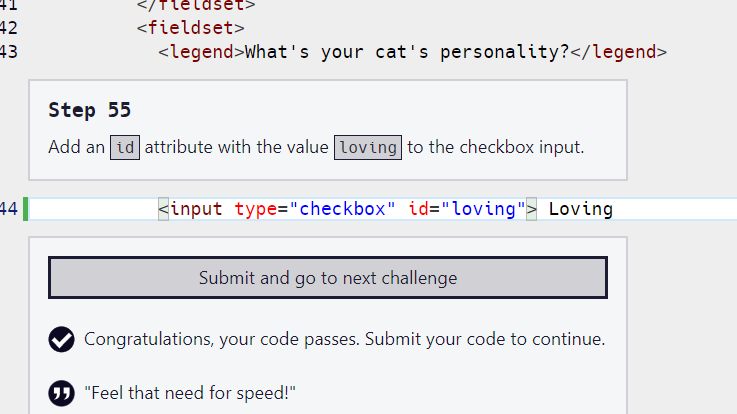 41 </fieldset>
42 <fieldset>
43 <legend>What's your cat's personality?</legend>
Step 55
Add an id attribute with the value loving to the checkbox input.
44 <input type="checkbox" id="loving"> Loving
Submit and go to next challenge
Congratulations, your code passes. Submit your code to continue.
"Feel that need for speed!"